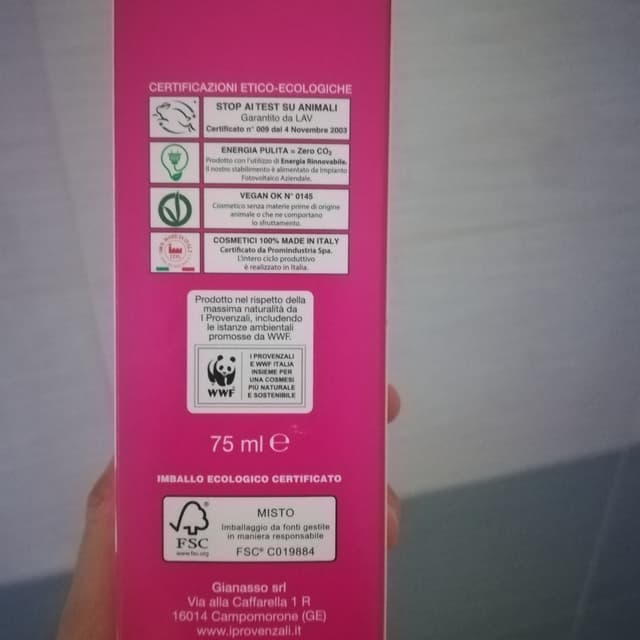 CERTIFICAZIONI ETICO-ECOLOGICHE
STOP AI TEST SU ANIMALI
Garantito da LAV
Certificato n° 009 dal 4 Novembre 2003
ENERGIA PULITA = Zero CO₂
Prodotto con l'utilizzo di Energia Rinnovabile.
Il nostro stabilimento è alimentato da Impianto
Fotovoltaico Aziendale.
VEGAN OK N° 0145
Cosmetico senza materie prime di origine
animale o che ne comportano
lo sfruttamento.
COSMETICI 100% MADE IN ITALY
Certificato da Promindustria Spa.
L'intero ciclo produttivo
è realizzato in Italia.
Prodotto nel rispetto della
massima naturalità da
I Provenzali, includendo
le istanze ambientali
promosse da WWF.
WWF
I PROVENZALI
E WWF ITALIA
INSIEME PER
UNA COSMESI
PIÙ NATURALE
E SOSTENIBILE
75 ml ℮
IMBALLO ECOLOGICO CERTIFICATO
FSC
www.fsc.org
MISTO
Imballaggio da fonti gestite
in maniera responsabile
FSC® C019884
Gianasso srl
Via alla Caffarella 1 R
16014 Campomorone (GE)
www.iprovenzali.it